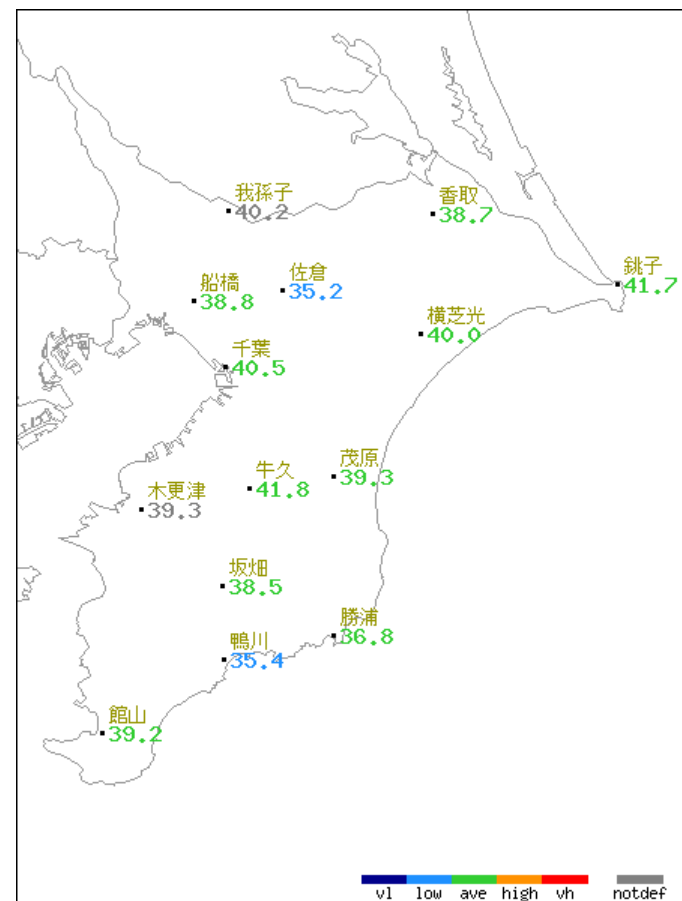 我孫子
40.2
香取
38.7
佐倉
35.2
銚子
41.7
船橋
38.8
横芝光
40.0
千葉
40.5
茂原
39.3
牛久
41.8
木更津
39.3
坂畑
38.5
勝浦
36.8
鴨川
35.4
館山
39.2
vl low ave high vh notdef